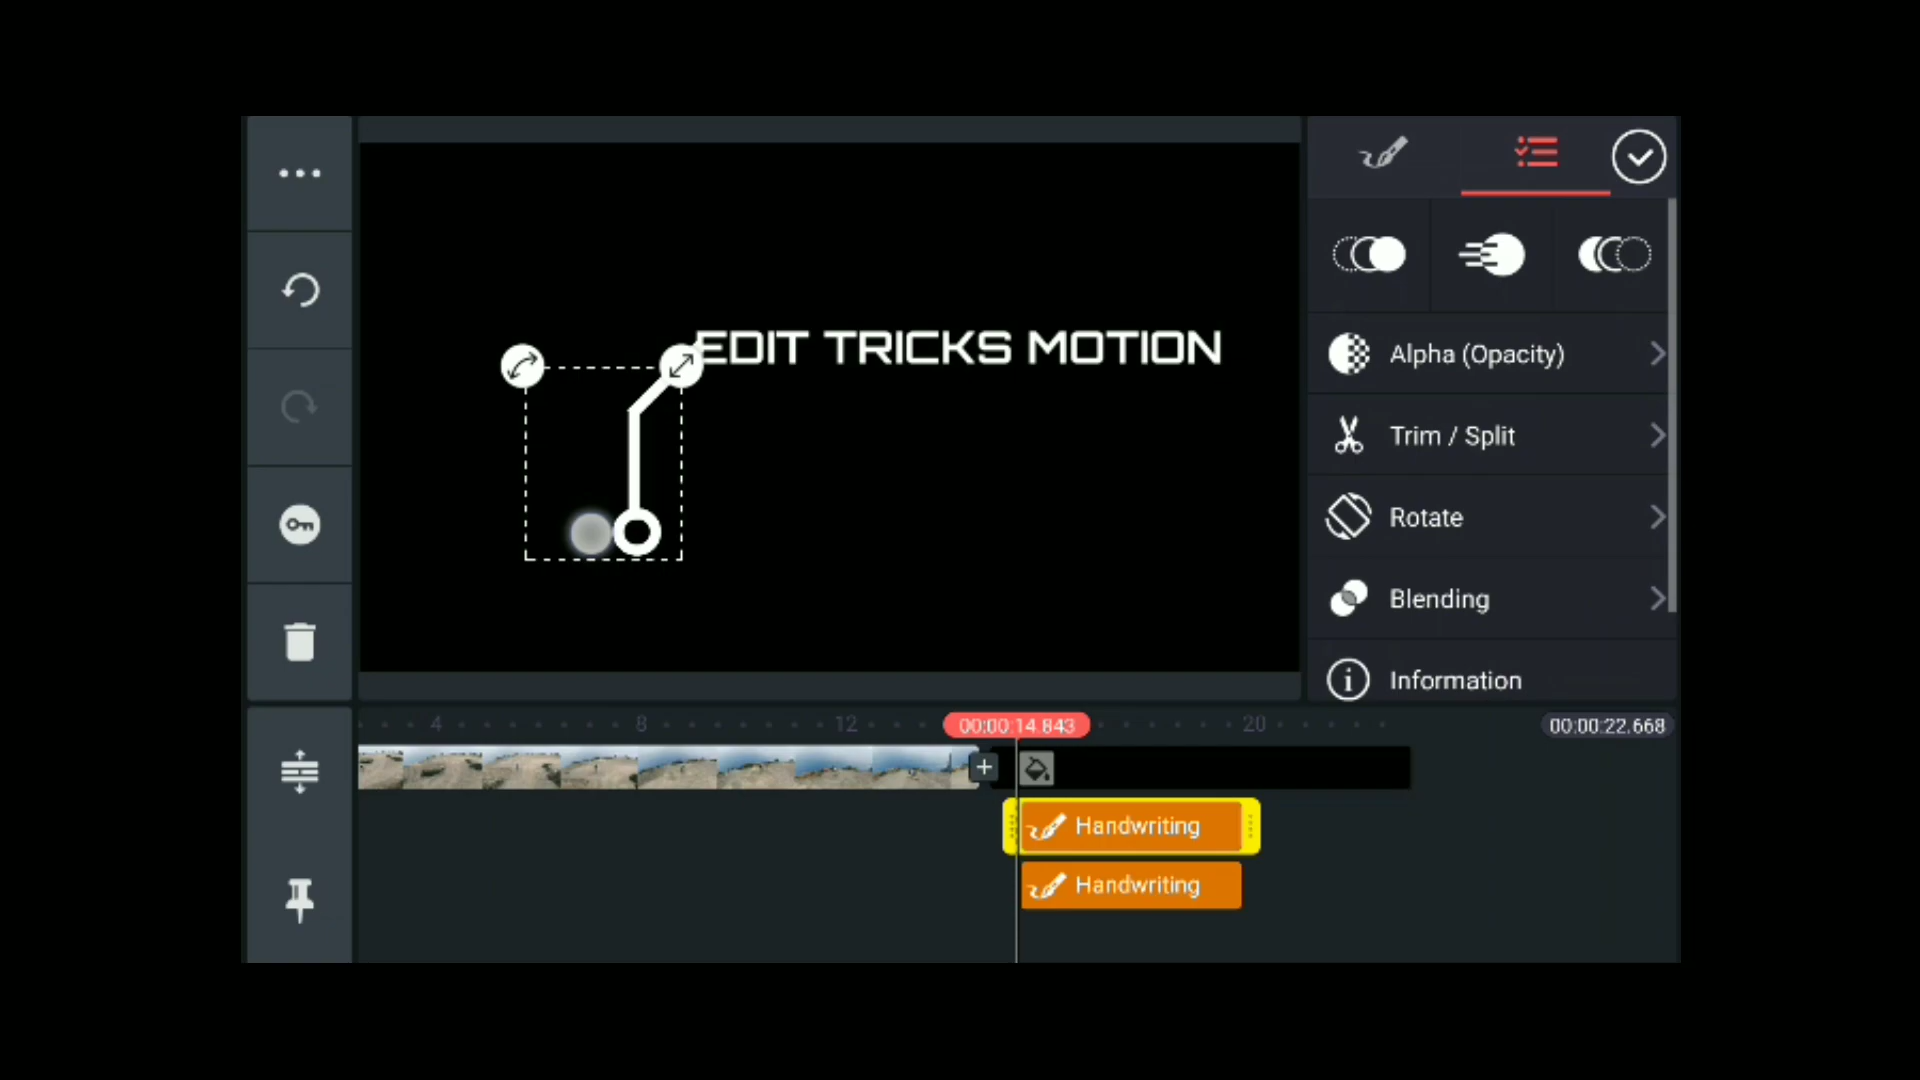 EDIT TRICKS MOTION
Alpha (Opacity)
Trim / Split
Rotate
Blending
Information
4
8
12
00:00:14.843
20
00:00:22.668
Handwriting
Handwriting